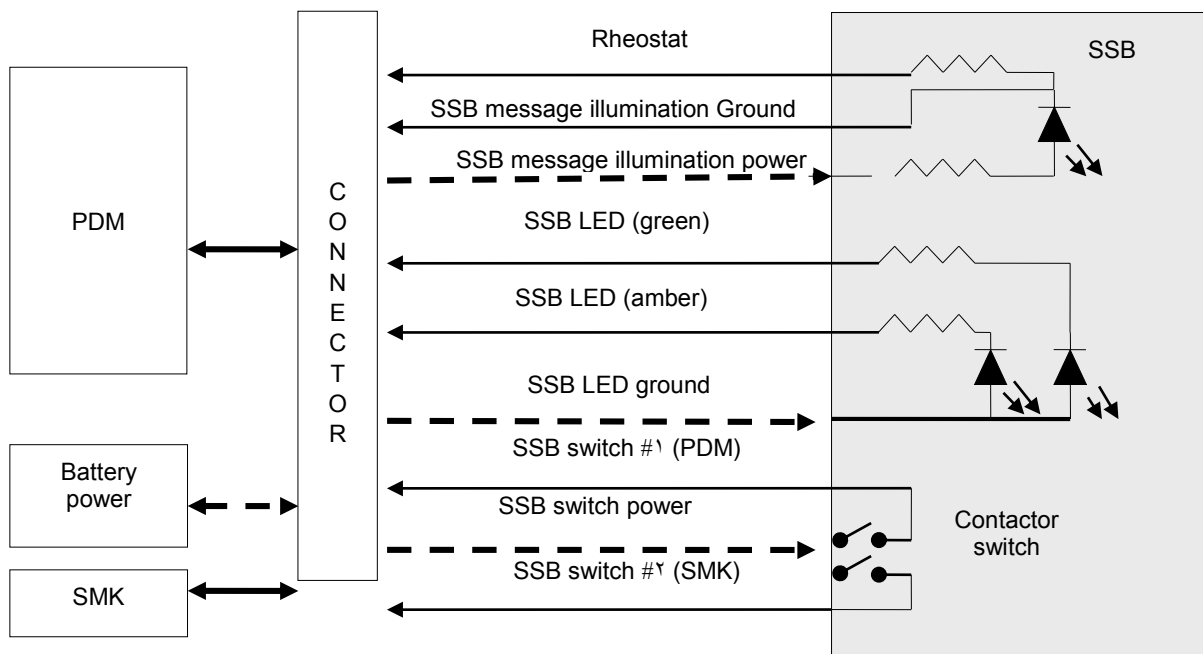 Rheostat
SSB
SSB message illumination Ground
SSB message illumination power
PDM
CONNECTOR
SSB LED (green)
SSB LED (amber)
SSB LED ground
SSB switch #١ (PDM)
Battery
power
SSB switch power
Contactor
switch
SSB switch #٢ (SMK)
SMK